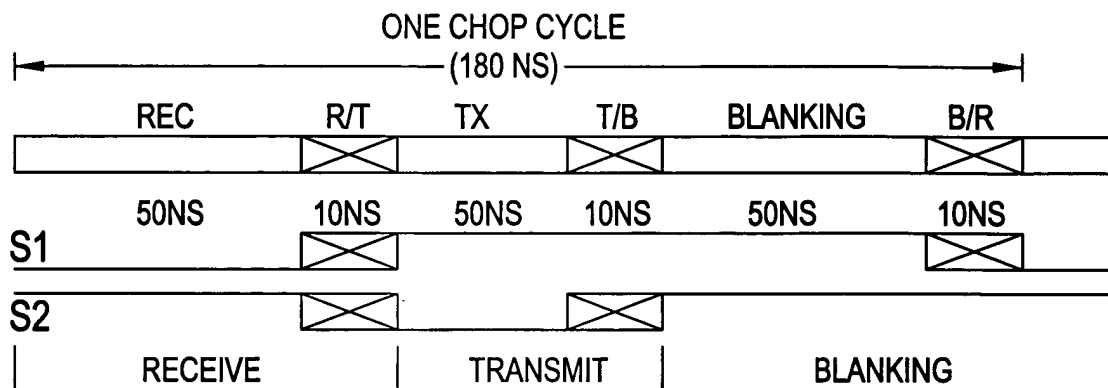 ONE CHOP CYCLE
(180 NS)
REC R/T TX T/B BLANKING B/R
50NS 10NS 50NS 10NS 50NS 10NS
S1
S2
RECEIVE TRANSMIT BLANKING